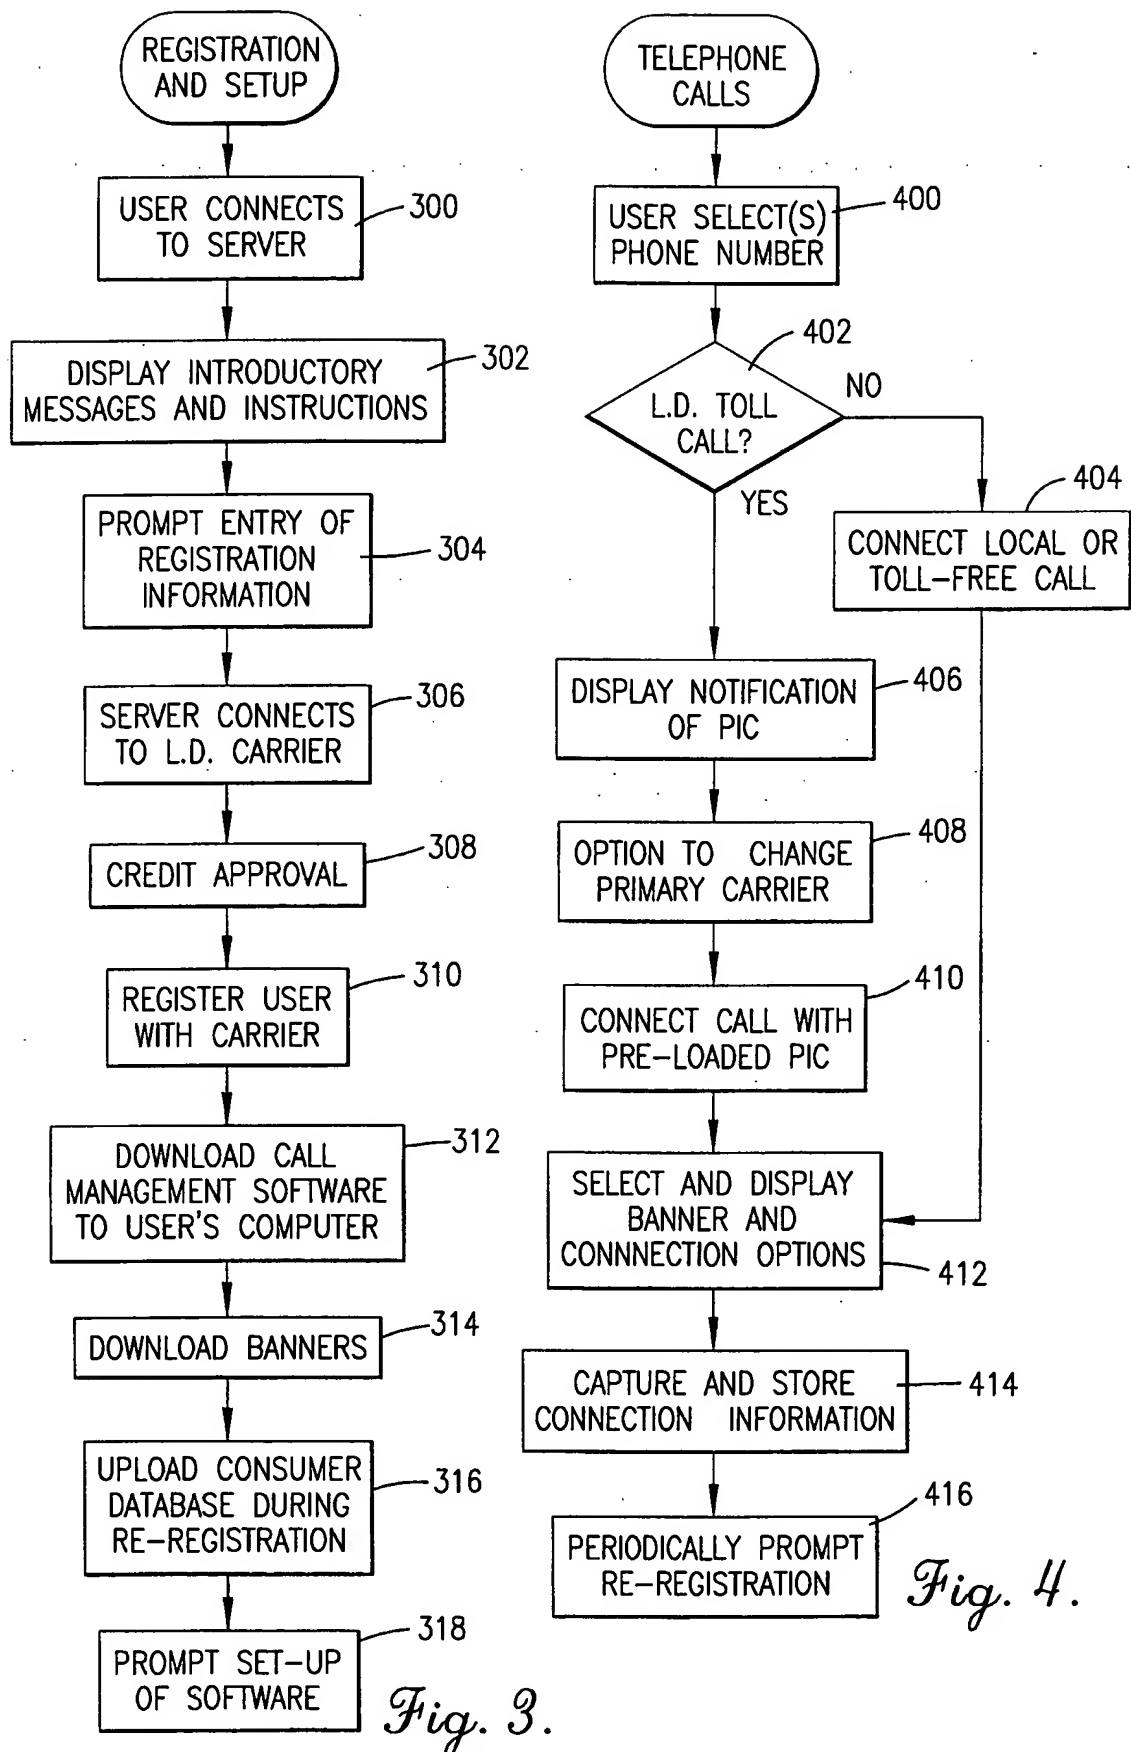 REGISTRATION
AND SETUP
USER CONNECTS
TO SERVER
300
DISPLAY INTRODUCTORY
MESSAGES AND INSTRUCTIONS
302
PROMPT ENTRY OF
REGISTRATION
INFORMATION
304
SERVER CONNECTS
TO L.D. CARRIER
306
CREDIT APPROVAL
308
REGISTER USER
WITH CARRIER
310
DOWNLOAD CALL
MANAGEMENT SOFTWARE
TO USER'S COMPUTER
312
DOWNLOAD BANNERS
314
UPLOAD CONSUMER
DATABASE DURING
RE-REGISTRATION
316
PROMPT SET-UP
OF SOFTWARE
318
Fig. 3.
TELEPHONE
CALLS
USER SELECT(S)
PHONE NUMBER
400
L.D. TOLL
CALL?
402
NO
YES
CONNECT LOCAL OR
TOLL-FREE CALL
404
DISPLAY NOTIFICATION
OF PIC
406
OPTION TO CHANGE
PRIMARY CARRIER
408
CONNECT CALL WITH
PRE-LOADED PIC
410
SELECT AND DISPLAY
BANNER AND
CONNNECTION OPTIONS
412
CAPTURE AND STORE
CONNECTION INFORMATION
414
PERIODICALLY PROMPT
RE-REGISTRATION
416
Fig. 4.